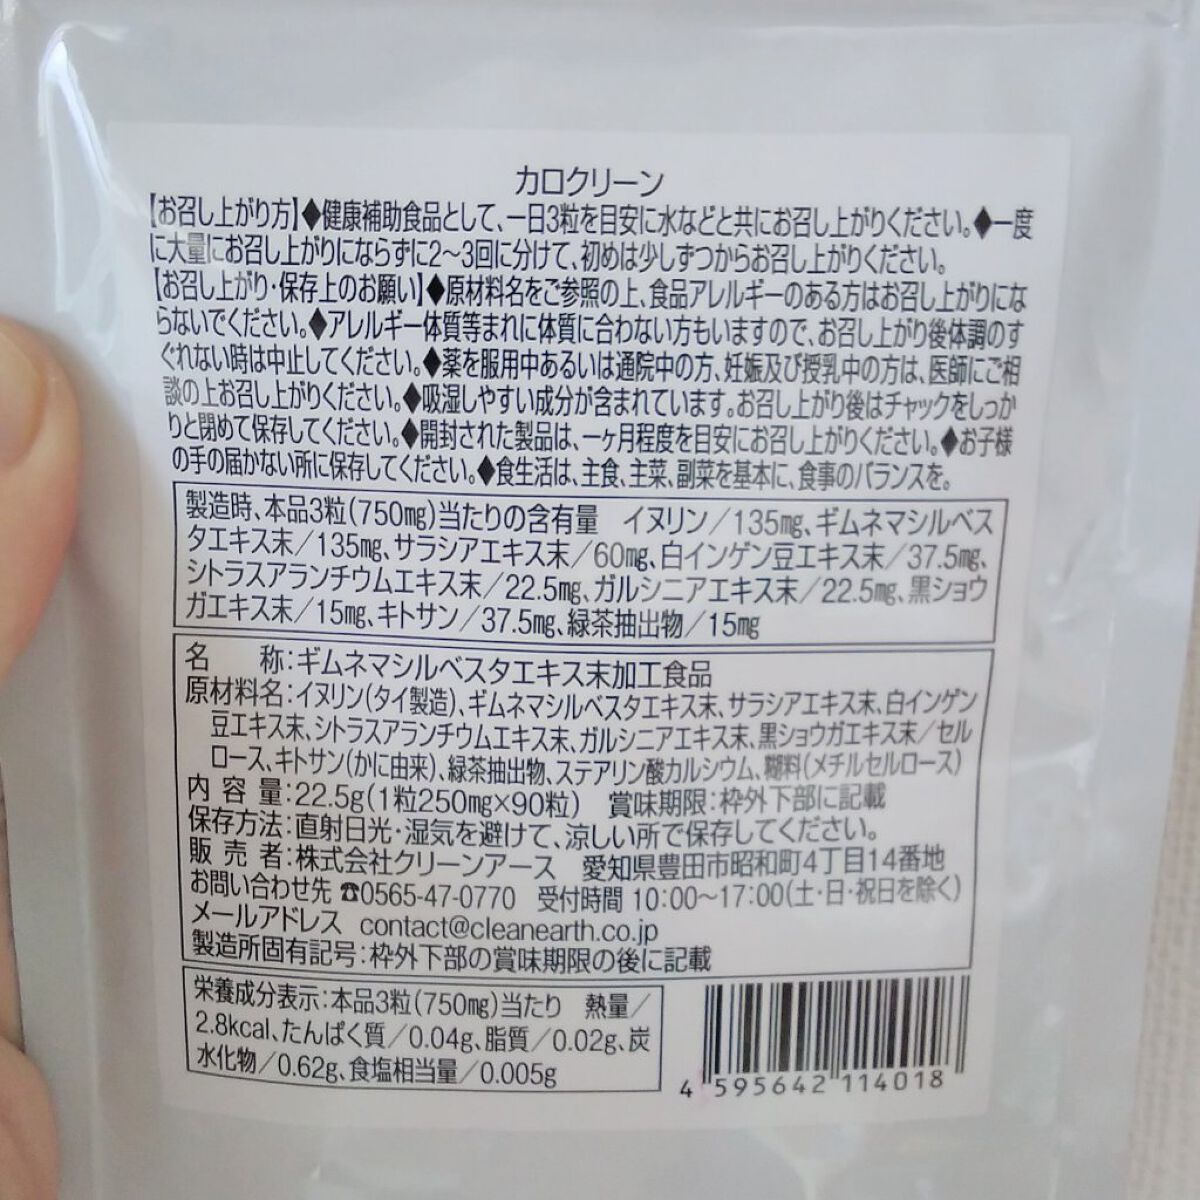 カロクリーン
【お召し上がり方】◆健康補助食品として、一日3粒を目安に水などと共にお召し上がりください。◆一度
に大量にお召し上がりにならずに2〜3回に分けて、初めは少しずつからお召し上がりください。
【お召し上がり・保存上のお願い】◆原材料名をご参照の上、食品アレルギーのある方はお召し上がりにな
らないでください。◆アレルギー体質等まれに体質に合わない方もいますので、お召し上がり後体調のす
ぐれない時は中止してください。◆薬を服用中あるいは通院中の方、妊娠及び授乳中の方は、医師にご相
談の上お召し上がりください。◆吸湿しやすい成分が含まれています。お召し上がり後はチャックをしっか
りと閉めて保存してください。◆開封された製品は、一ヶ月程度を目安にお召し上がりください。◆お子様
の手の届かない所に保存してください。◆食生活は、主食、主菜、副菜を基本に、食事のバランスを。
製造時、本品3粒(750mg)当たりの含有量 イヌリン/135mg、ギムネマシルベス
タエキス末/135mg、サラシアエキス末/60mg、白インゲン豆エキス末/37.5mg、
シトラスアランチウムエキス末/22.5mg、ガルシニアエキス末/22.5mg、黒ショウ
ガエキス末/15mg、キトサン/37.5mg、緑茶抽出物/15mg
名 称:ギムネマシルベスタエキス末加工食品
原材料名:イヌリン(タイ製造)、ギムネマシルベスタエキス末、サラシアエキス末、白インゲン
豆エキス末、シトラスアランチウムエキス末、ガルシニアエキス末、黒ショウガエキス末/セル
ロース、キトサン(かに由来)、緑茶抽出物、ステアリン酸カルシウム、糊料(メチルセルロース)
内 容 量:22.5g(1粒250mg×90粒) 賞味期限:枠外下部に記載
保存方法:直射日光・湿気を避けて、涼しい所で保存してください。
販 売 者:株式会社クリーンアース 愛知県豊田市昭和町4丁目14番地
お問い合わせ先 ☎0565-47-0770 受付時間 10:00〜17:00(土・日・祝日を除く)
メールアドレス contact@cleanearth.co.jp
製造所固有記号:枠外下部の賞味期限の後に記載
栄養成分表示:本品3粒(750mg)当たり 熱量/
2.8kcal、たんぱく質/0.04g、脂質/0.02g、炭
水化物/0.62g、食塩相当量/0.005g
4 595642 114018